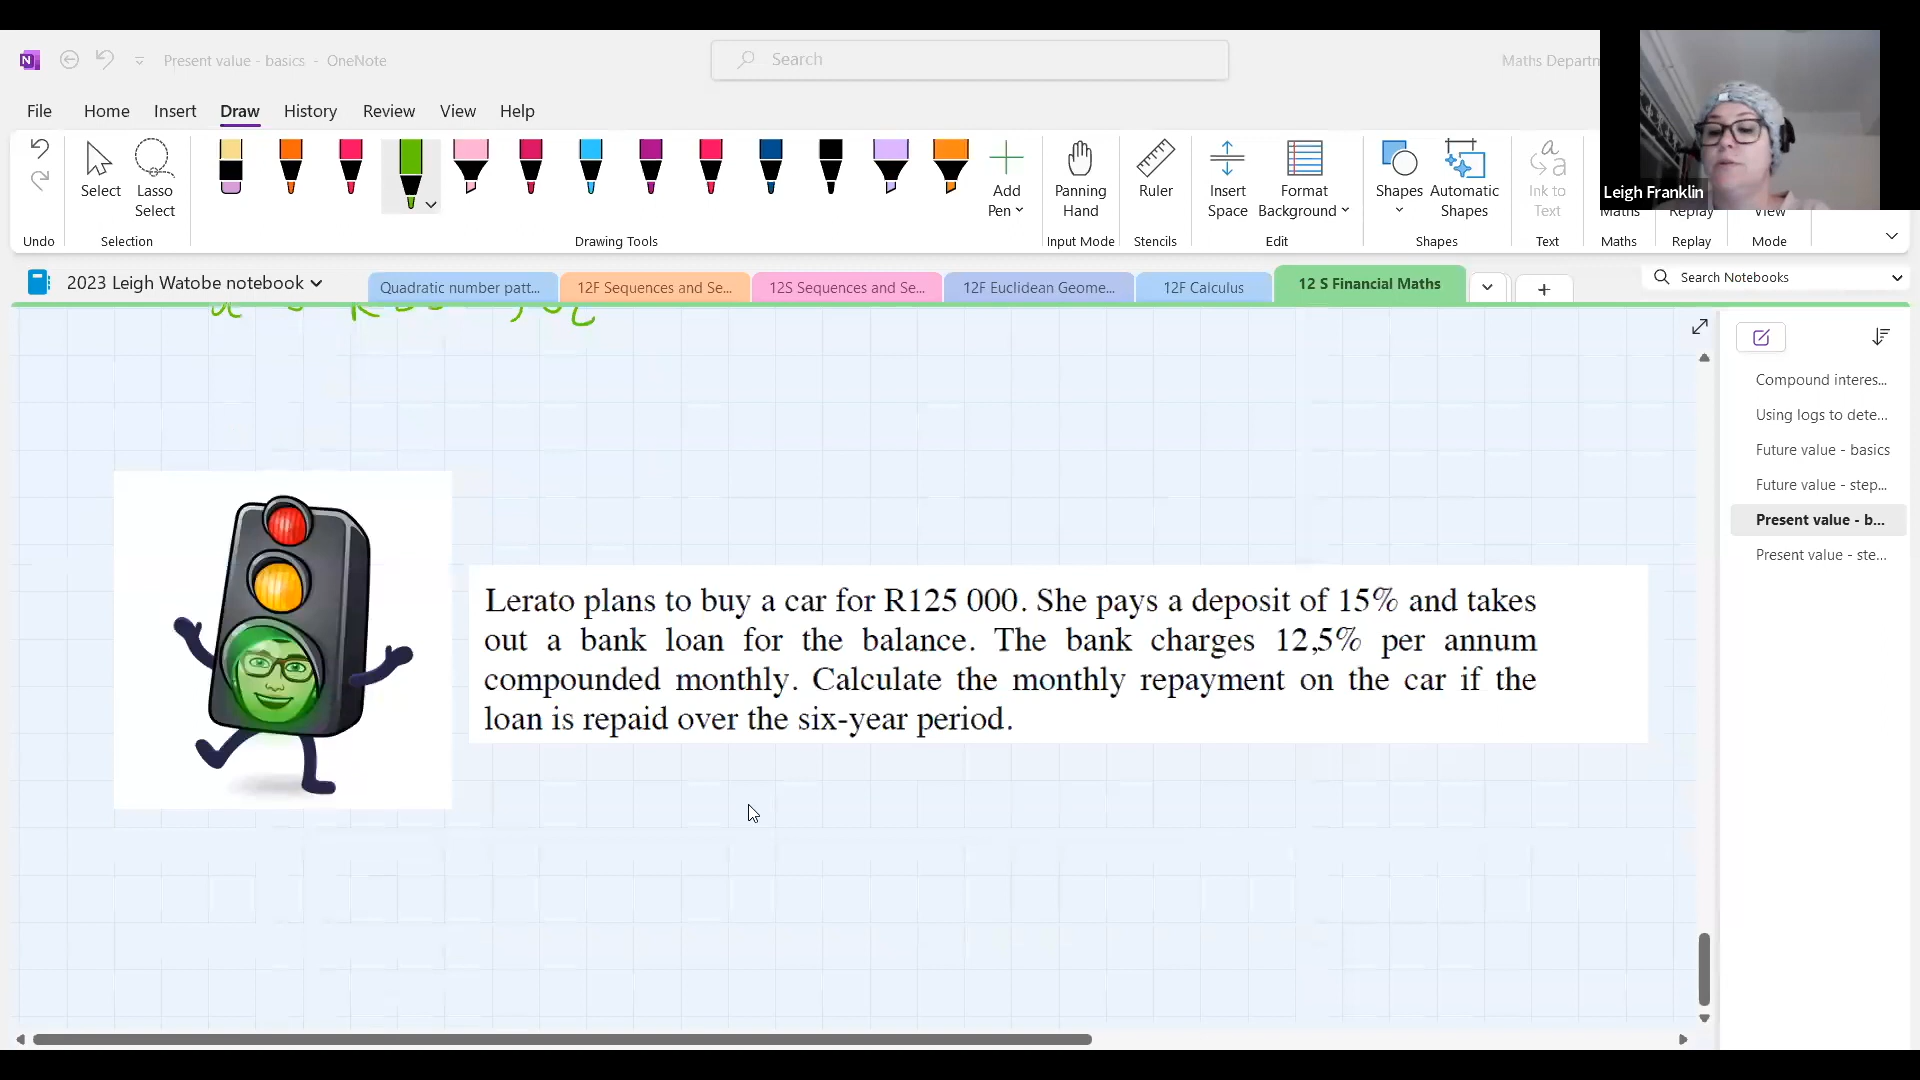 Present value - basics - OneNote
Search
Maths Departn
File Home Insert Draw History Review View Help
Undo
Select
Lasso Select
Selection
Drawing Tools
Add Pen
Panning Hand
Input Mode
Ruler
Stencils
Insert Space
Format Background
Edit
Shapes
Automatic Shapes
Shapes
Ink to Text
Text
Maths
Maths
Replay
Replay
View
Mode
Leigh Franklin
2023 Leigh Watobe notebook
Quadratic number patt...
12F Sequences and Se...
12S Sequences and Se...
12F Euclidean Geome...
12F Calculus
12 S Financial Maths
Search Notebooks
Compound interes...
Using logs to dete...
Future value - basics
Future value - step...
Present value - b...
Present value - ste...
Lerato plans to buy a car for R125 000. She pays a deposit of 15% and takes
out a bank loan for the balance. The bank charges 12,5% per annum
compounded monthly. Calculate the monthly repayment on the car if the
loan is repaid over the six-year period.